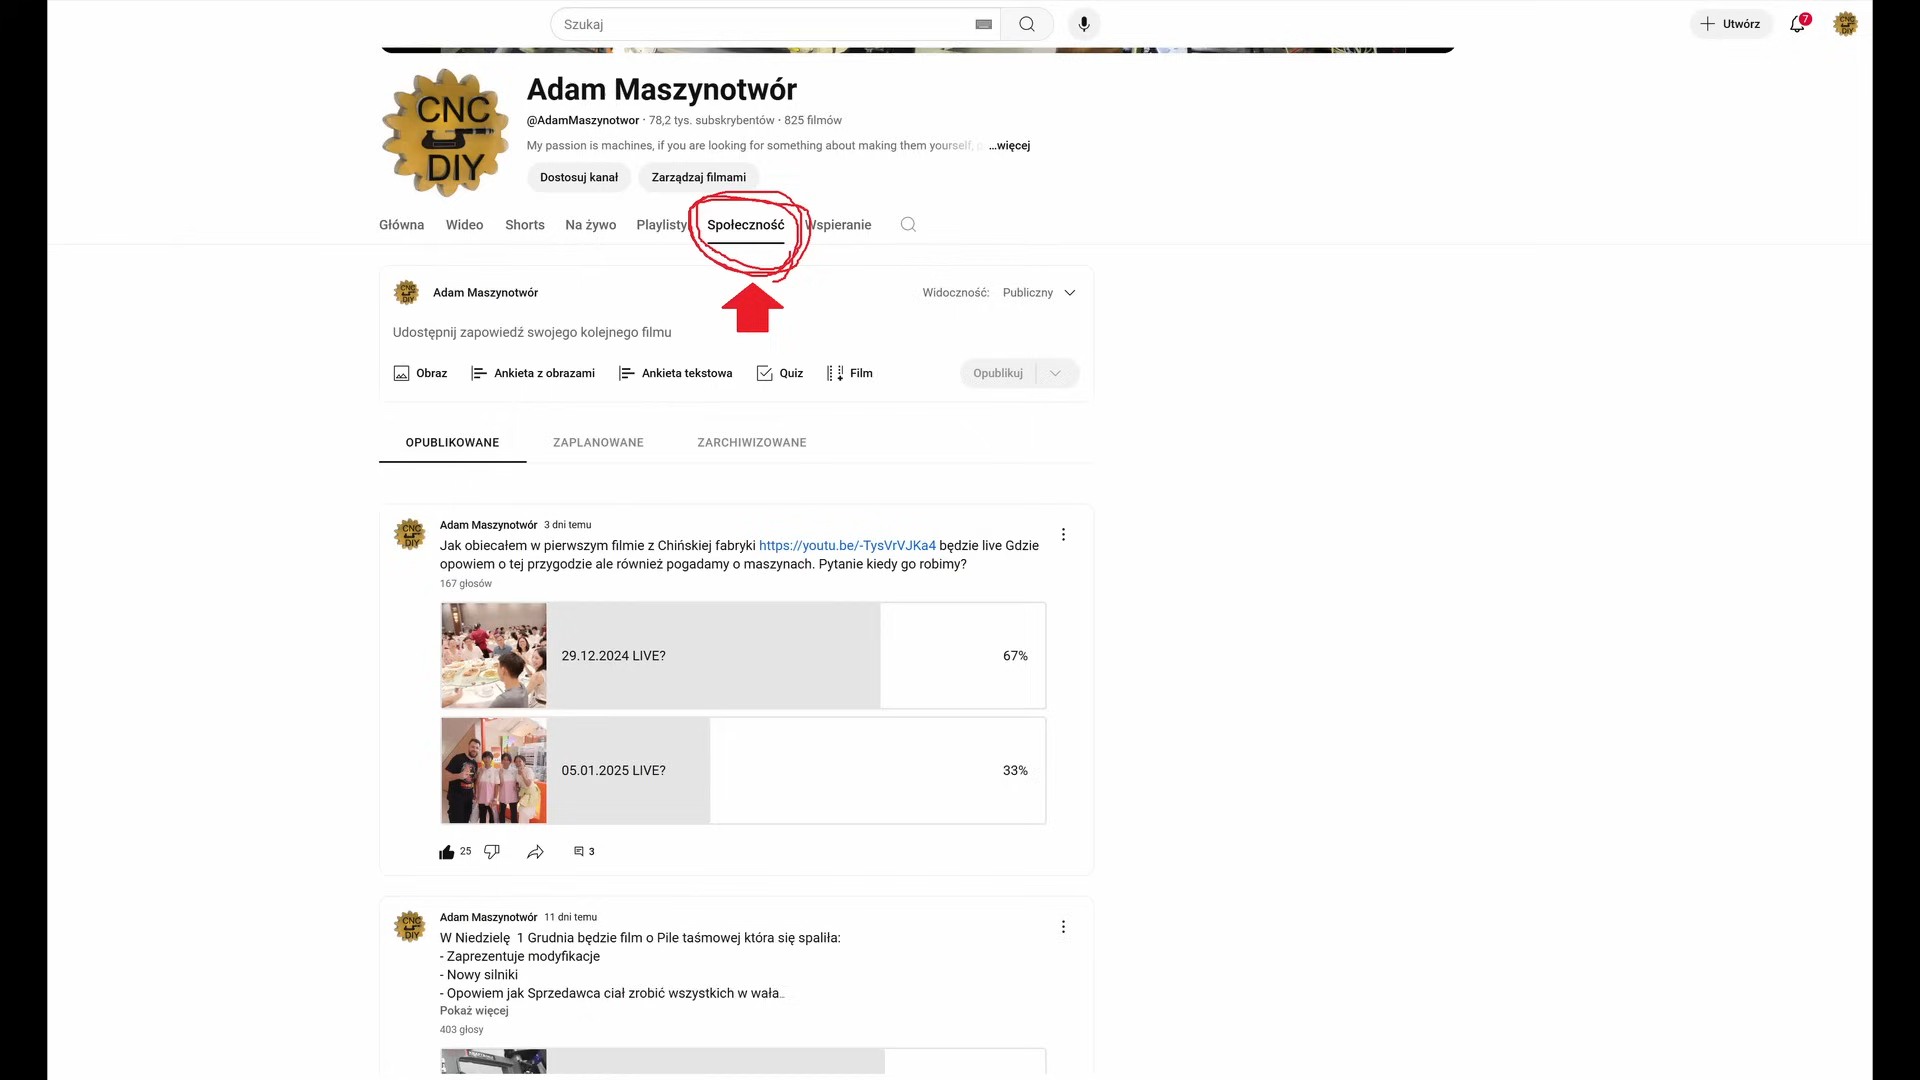 Szukaj
Utwórz
7
CNC
DIY
Adam Maszynotwór
@AdamMaszynotwor · 78,2 tys. subskrybentów · 825 filmów
My passion is machines, if you are looking for something about making them yourself, ...więcej
Dostosuj kanał
Zarządzaj filmami
Główna Wideo Shorts Na żywo Playlisty Społeczność Wspieranie
CNC
DIY
Adam Maszynotwór
Widoczność: Publiczny
Udostępnij zapowiedź swojego kolejnego filmu
Obraz Ankieta z obrazami Ankieta tekstowa Quiz Film
Opublikuj
OPUBLIKOWANE ZAPLANOWANE ZARCHIWIZOWANE
CNC
DIY
Adam Maszynotwór 3 dni temu
Jak obiecałem w pierwszym filmie z Chińskiej fabryki https://youtu.be/-TysVrVJKa4 będzie live Gdzie
opowiem o tej przygodzie ale również pogadamy o maszynach. Pytanie kiedy go robimy?
167 głosów
29.12.2024 LIVE? 67%
05.01.2025 LIVE? 33%
25 3
CNC
DIY
Adam Maszynotwór 11 dni temu
W Niedzielę 1 Grudnia będzie film o Pile taśmowej która się spaliła:
- Zaprezentuje modyfikacje
- Nowy silniki
- Opowiem jak Sprzedawca ciał zrobić wszystkich w wała..
Pokaż więcej
403 głosy